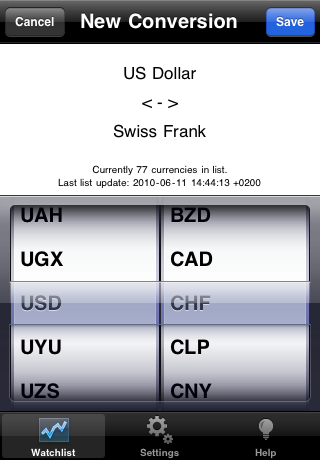 Cancel New Conversion Save
US Dollar
< - >
Swiss Frank
Currently 77 currencies in list.
Last list update: 2010-06-11 14:44:13 +0200
UAH BZD
UGX CAD
USD CHF
UYU CLP
UZS CNY
Watchlist Settings Help